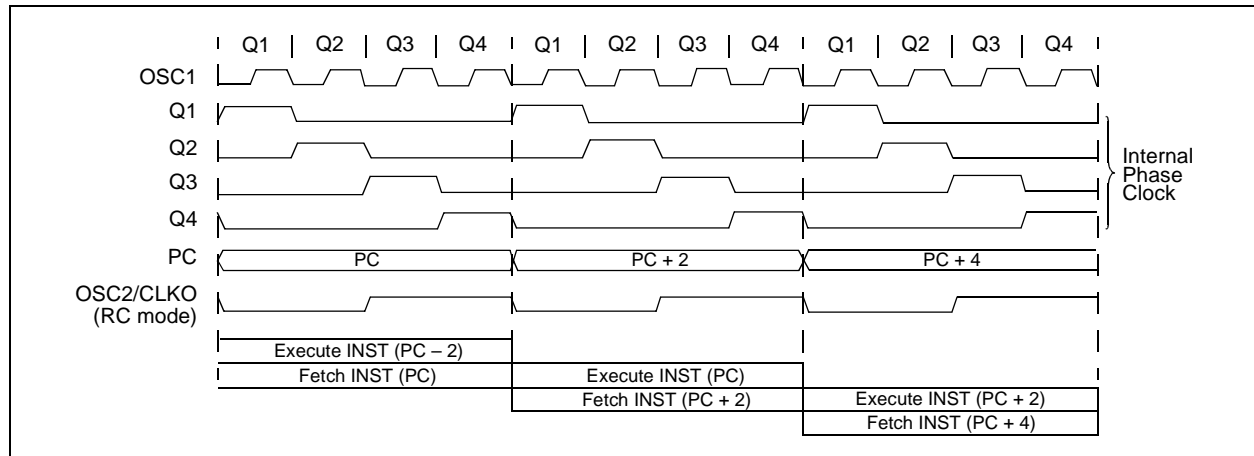 Q1 Q2 Q3 Q4 Q1 Q2 Q3 Q4 Q1 Q2 Q3 Q4
OSC1
Q1
Q2
Q3
Q4
Internal
Phase
Clock
PC PC PC + 2 PC + 4
OSC2/CLKO
(RC mode)
Execute INST (PC – 2)
Fetch INST (PC) Execute INST (PC)
Fetch INST (PC + 2) Execute INST (PC + 2)
Fetch INST (PC + 4)